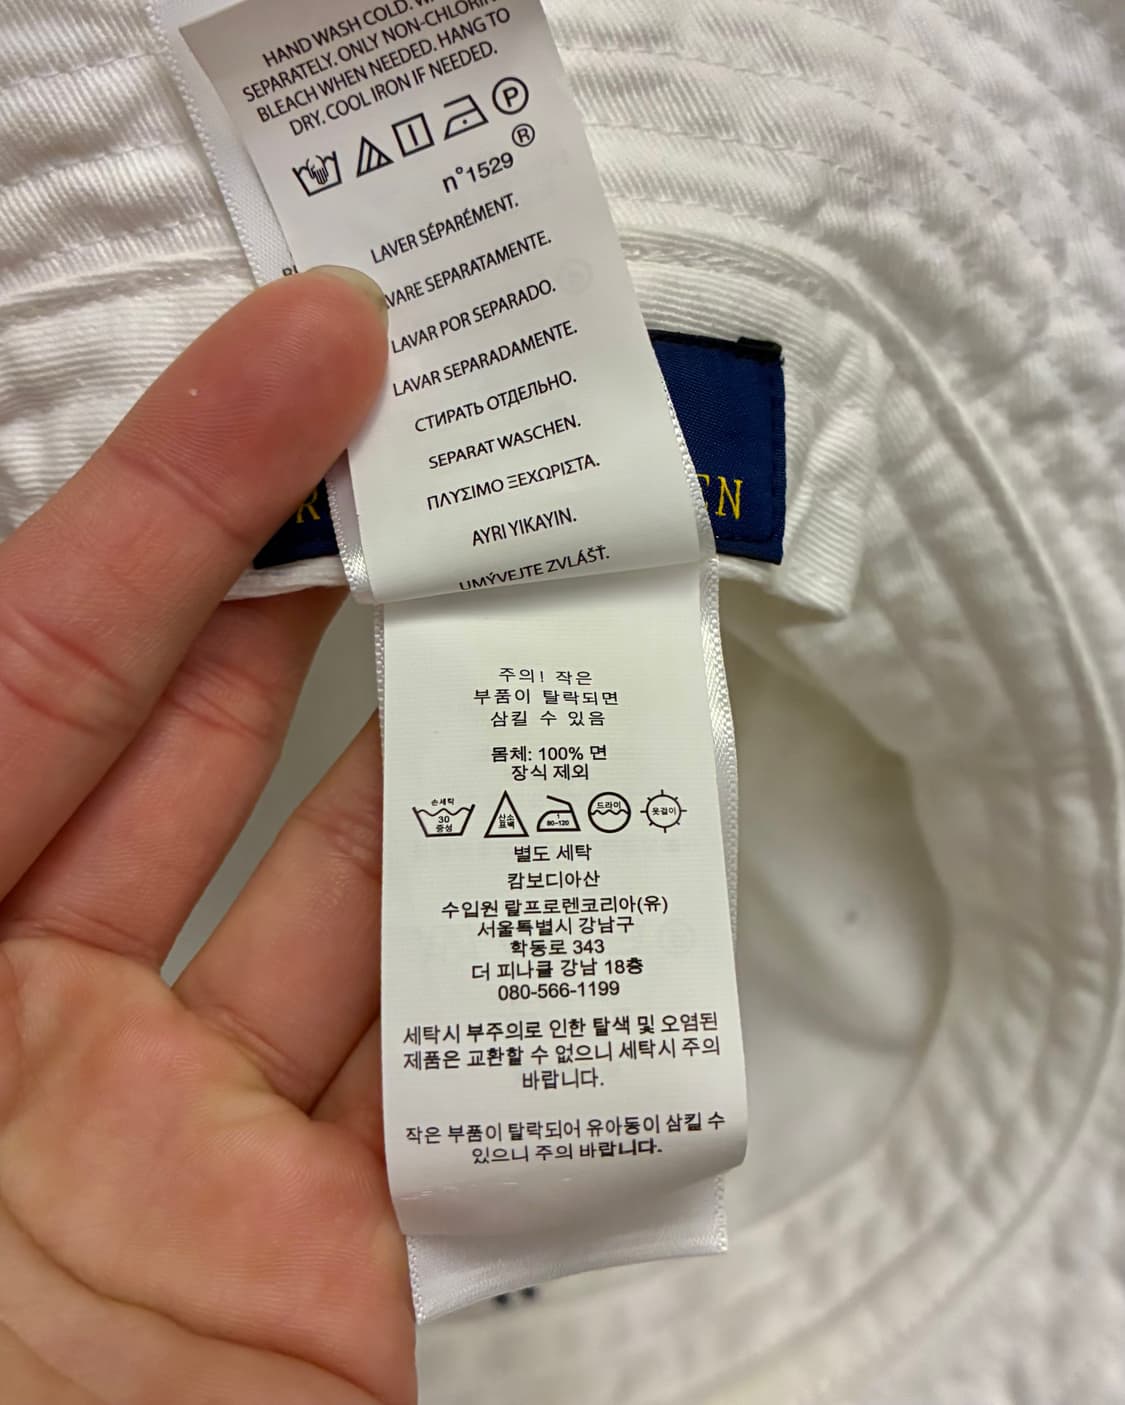 HAND WASH COLD.
SEPARATELY. ONLY NON-CHLORIN
BLEACH WHEN NEEDED. HANG TO
DRY. COOL IRON IF NEEDED.
P
®
n°1529
LAVER SÉPARÉMENT.
VARE SEPARATAMENTE.
LAVAR POR SEPARADO.
LAVAR SEPARADAMENTE.
СТИРАТЬ ОТДЕЛЬНО.
SEPARAT WASCHEN.
ΠΛΥΣΙΜΟ ΞΕΧΩΡΙΣΤΑ.
AYRI YIKAYIN.
UMÝVEJTE ZVLÁŠŤ.
R EN
주의! 작은
부품이 탈락되면
삼킬 수 있음
몸체: 100% 면
장식 제외
손세탁 30 중성 산소 표백 1 80~120 드라이 옷걸이
별도 세탁
캄보디아산
수입원 랄프로렌코리아(유)
서울특별시 강남구
학동로 343
더 피나클 강남 18층
080-566-1199
세탁시 부주의로 인한 탈색 및 오염된
제품은 교환할 수 없으니 세탁시 주의
바랍니다.
작은 부품이 탈락되어 유아동이 삼킬 수
있으니 주의 바랍니다.